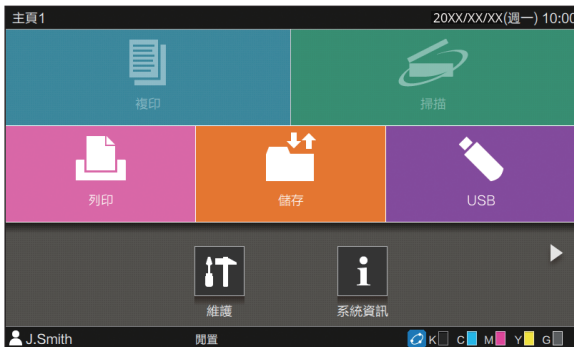 主頁1 20XX/XX/XX(週一) 10:00
複印 掃描
列印 儲存 USB
維護 系統資訊
J.Smith 閒置 K C M Y G